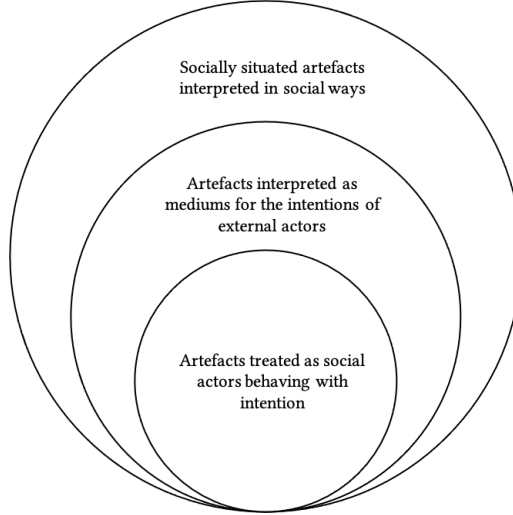 Socially situated artefacts
interpreted in social ways
Artefacts interpreted as
mediums for the intentions of
external actors
Artefacts treated as social
actors behaving with
intention